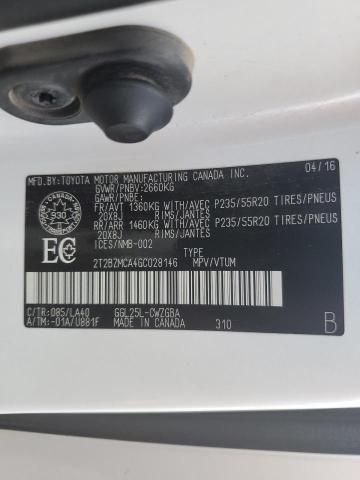 MFD.BY:TOYOTA MOTOR MANUFACTURING CANADA INC. 04/16
GVWR/PNBV:2660KG
GAWR/PNBE:
FR/AVT 1360KG WITH/AVEC P235/55R20 TIRES/PNEUS
20X8J RIMS/JANTES
RR/ARR 1460KG WITH/AVEC P235/55R20 TIRES/PNEUS
20X8J RIMS/JANTES
ICES/NMB-002
TYPE
2T2BZMCA4GC028146 MPV/VTUM
CANADA
930
EC
C/TR:085/LA40 GGL25L-CWZGBA
A/TM:-01A/U881F MADE IN CANADA 310
B